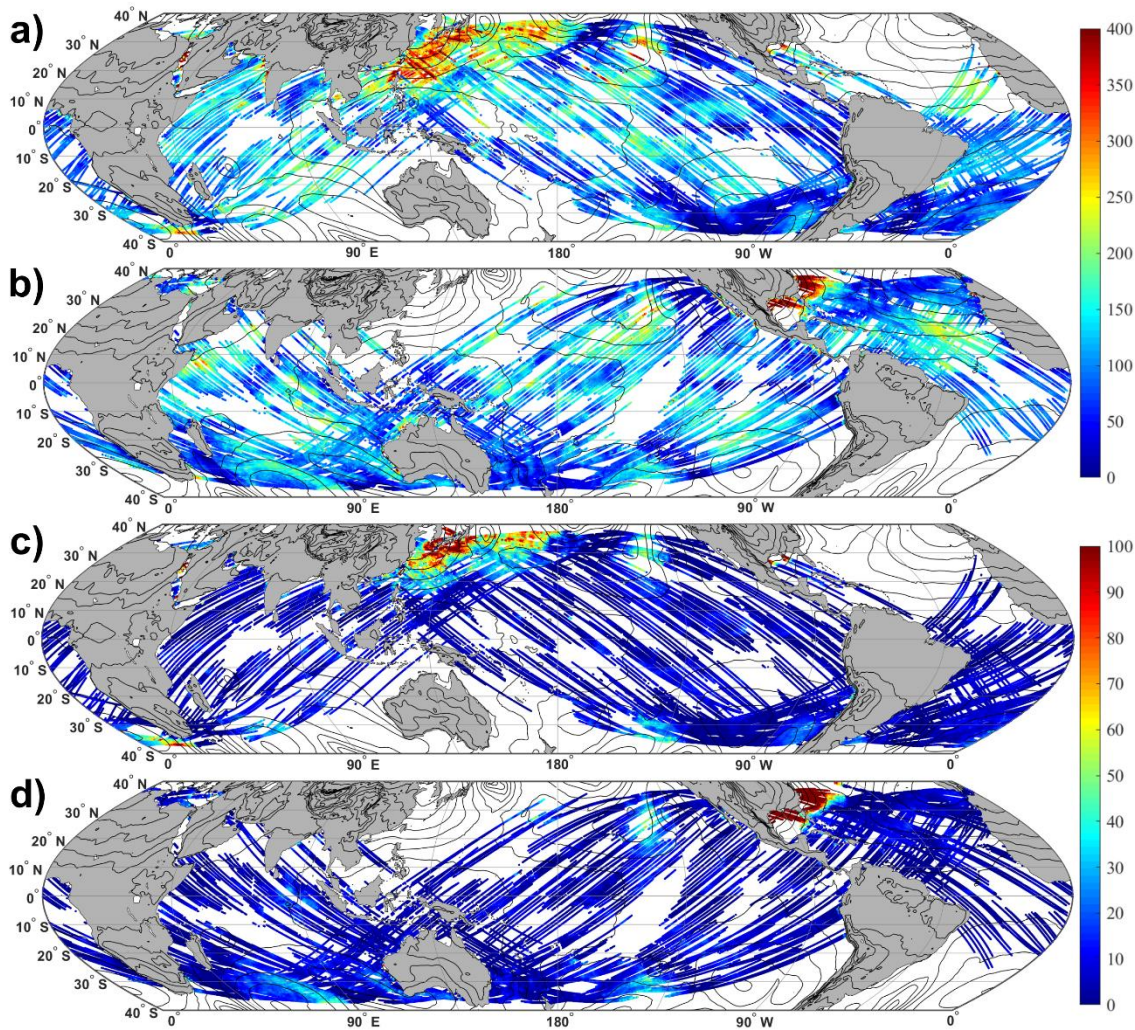 a)
40° N
30° N
20° N
10° N
0°
10° S
20° S
30° S
40° S
0
90° E
180
90° W
0°
400
350
300
250
200
150
100
50
0
b)
40° N
30° N
20° N
10° N
0°
10° S
20° S
30° S
40° S
0
90° E
180
90° W
0°
c)
40° N
30° N
20° N
10° N
0°
10° S
20° S
30° S
40° S
0
90° E
180
90° W
0°
100
90
80
70
60
50
40
30
20
10
0
d)
40° N
30° N
20° N
10° N
0°
10° S
20° S
30° S
40° S
0
90° E
180
90° W
0°